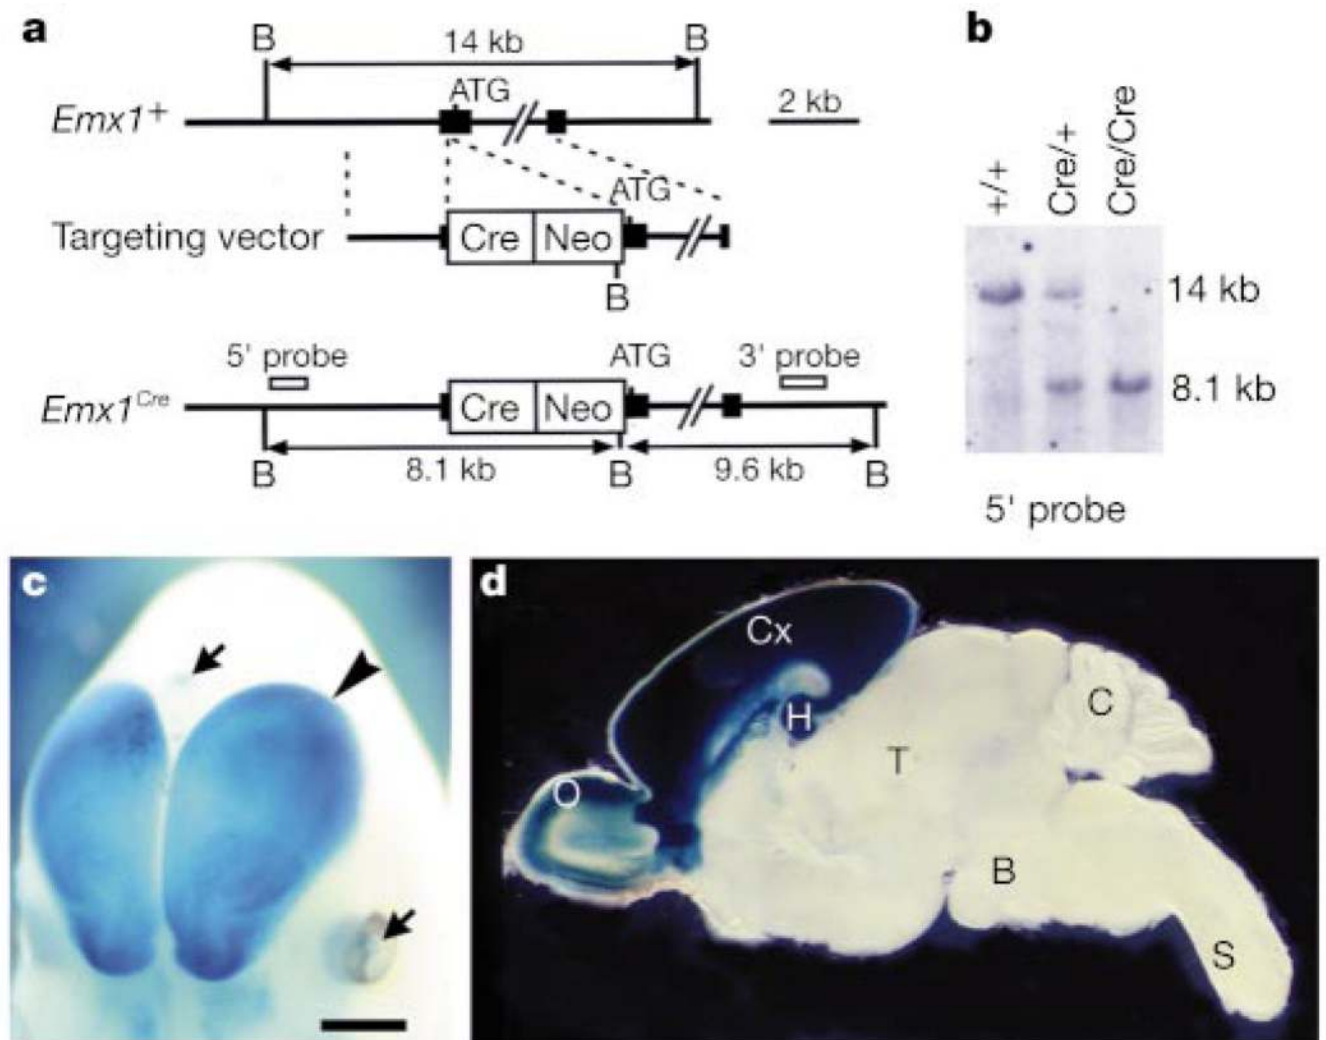 a
B 14 kb B
ATG
Emx1+ 2 kb
ATG
Targeting vector Cre Neo
B
5' probe ATG 3' probe
Emx1Cre Cre Neo
B 8.1 kb B 9.6 kb B
b
+/+ Cre/+ Cre/Cre
14 kb
8.1 kb
5' probe
c
d
Cx
H
O
T
C
B
S